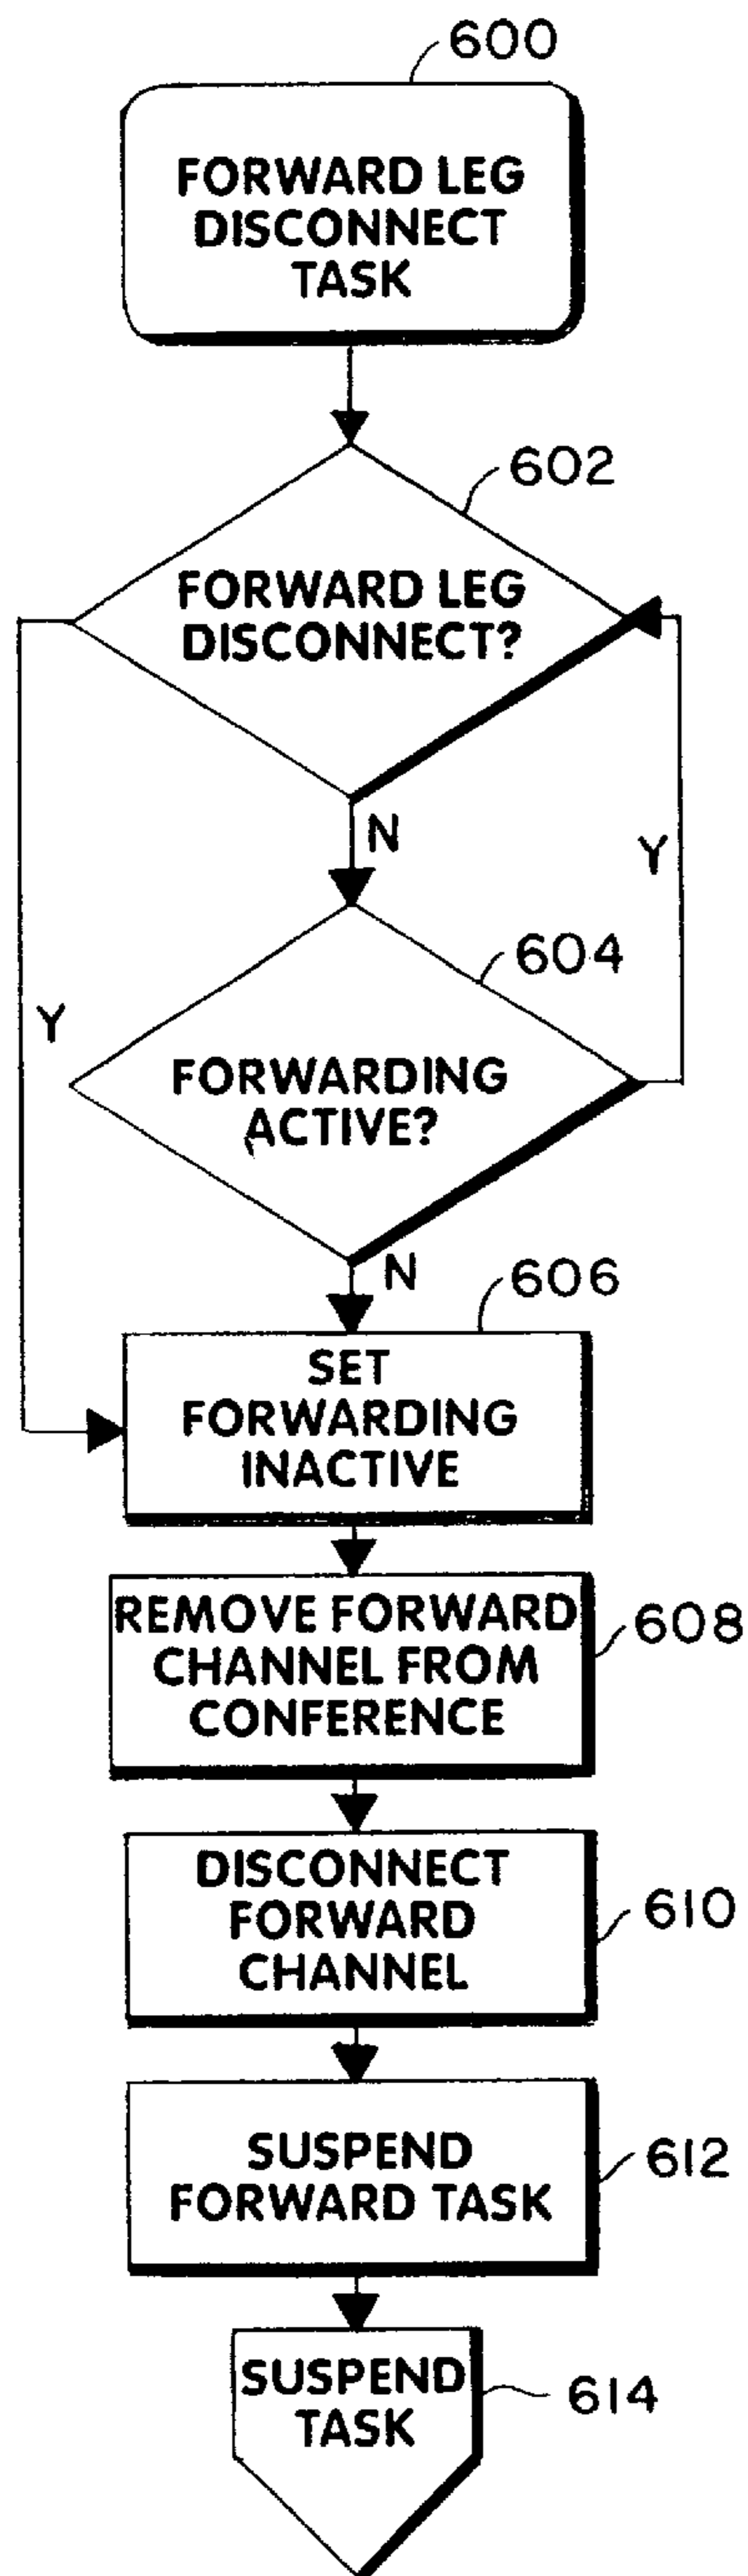 600
FORWARD LEG
DISCONNECT
TASK
602
FORWARD LEG
DISCONNECT?
N
Y
604
Y
FORWARDING
ACTIVE?
N
606
SET
FORWARDING
INACTIVE
REMOVE FORWARD
CHANNEL FROM
CONFERENCE
608
DISCONNECT
FORWARD
CHANNEL
610
SUSPEND
FORWARD TASK
612
SUSPEND
TASK
614